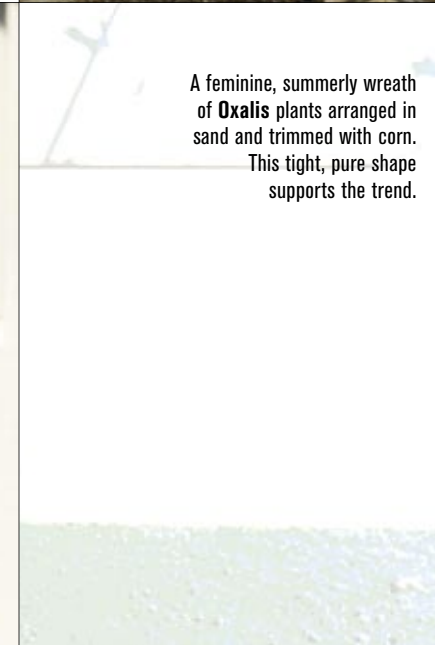 A feminine, summerly wreath
of Oxalis plants arranged in
sand and trimmed with corn.
This tight, pure shape
supports the trend.